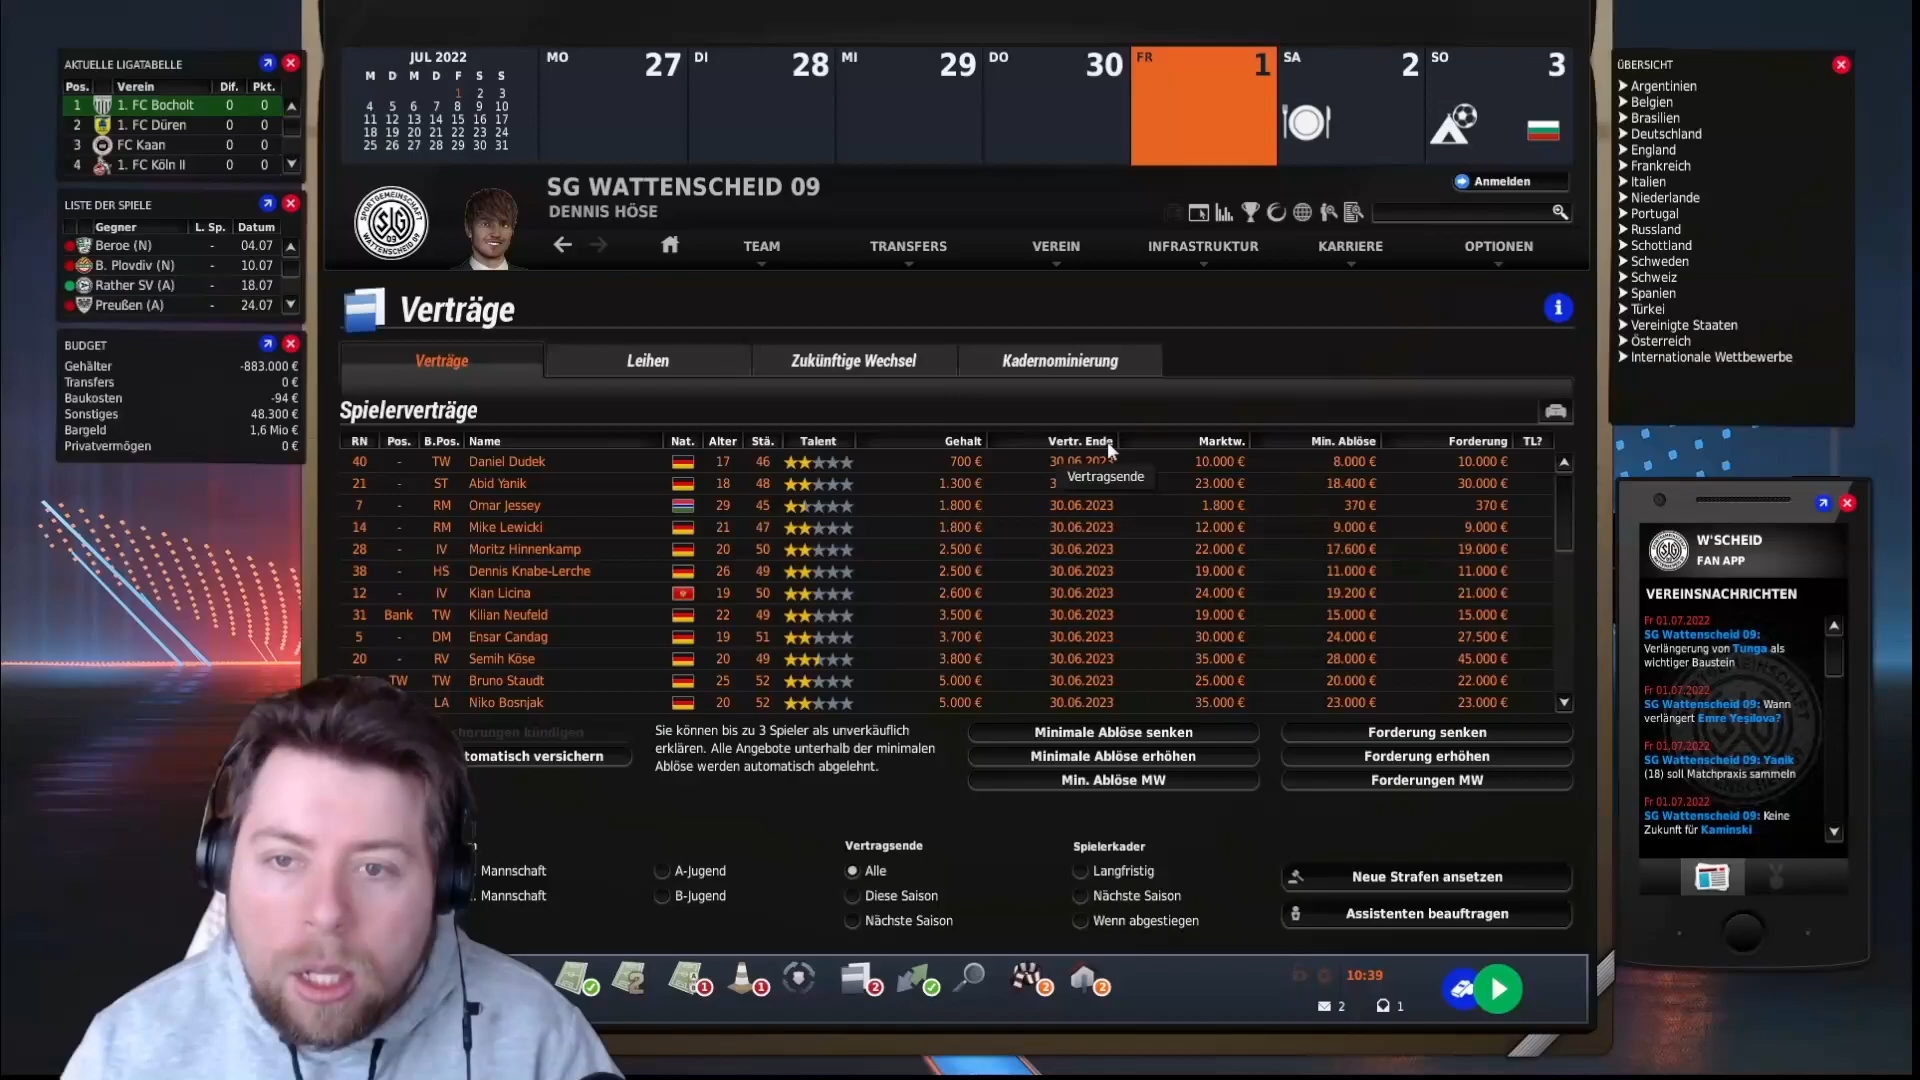 AKTUELLE LIGATABELLE
Pos. Verein Dif. Pkt.
1 1. FC Bocholt 0 0
2 1. FC Düren 0 0
3 FC Kaan 0 0
4 1. FC Köln II 0 0
LISTE DER SPIELE
Gegner L. Sp. Datum
Beroe (N) - 04.07
B. Plovdiv (N) - 10.07
Rather SV (A) - 18.07
Preußen (A) - 24.07
BUDGET
Gehälter -883.000 €
Transfers 0 €
Baukosten -94 €
Sonstiges 48.300 €
Bargeld 1,6 Mio €
Privatvermögen 0 €
JUL 2022
M D M D F S S
1 2 3
4 5 6 7 8 9 10
11 12 13 14 15 16 17
18 19 20 21 22 23 24
25 26 27 28 29 30 31
MO 27 DI 28 MI 29 DO 30 FR 1 SA 2 SO 3
SG WATTENSCHEID 09
DENNIS HÖSE
Anmelden
TEAM TRANSFERS VEREIN INFRASTRUKTUR KARRIERE OPTIONEN
Verträge
Verträge Leihen Zukünftige Wechsel Kadernominierung
Spielerverträge
RN Pos. B.Pos. Name Nat. Alter Stä. Talent Gehalt Vertr. Ende Marktw. Min. Ablöse Forderung TL?
40 - TW Daniel Dudek 17 46 700 € 30.06.2023 10.000 € 8.000 € 10.000 €
21 - ST Abid Yanik 18 48 1.300 € 3 23.000 € 18.400 € 30.000 €
Vertragsende
7 - RM Omar Jessey 29 45 1.800 € 30.06.2023 1.800 € 370 € 370 €
14 - RM Mike Lewicki 21 47 1.800 € 30.06.2023 12.000 € 9.000 € 9.000 €
28 - IV Moritz Hinnenkamp 20 50 2.500 € 30.06.2023 22.000 € 17.600 € 19.000 €
38 - HS Dennis Knabe-Lerche 26 49 2.500 € 30.06.2023 19.000 € 11.000 € 11.000 €
12 - IV Kian Licina 19 50 2.600 € 30.06.2023 24.000 € 19.200 € 21.000 €
31 Bank TW Kilian Neufeld 22 49 3.500 € 30.06.2023 19.000 € 15.000 € 15.000 €
5 - DM Ensar Candag 19 51 3.700 € 30.06.2023 30.000 € 24.000 € 27.500 €
20 - RV Semih Köse 20 49 3.800 € 30.06.2023 35.000 € 28.000 € 45.000 €
TW TW Bruno Staudt 25 52 5.000 € 30.06.2023 25.000 € 20.000 € 22.000 €
LA Niko Bosnjak 20 52 5.000 € 30.06.2023 35.000 € 23.000 € 23.000 €
cherungen kündigen
tomatisch versichern
Sie können bis zu 3 Spieler als unverkäuflich
erklären. Alle Angebote unterhalb der minimalen
Ablöse werden automatisch abgelehnt.
Minimale Ablöse senken
Minimale Ablöse erhöhen
Min. Ablöse MW
Forderung senken
Forderung erhöhen
Forderungen MW
Mannschaft
. Mannschaft
A-Jugend
B-Jugend
Vertragsende
Alle
Diese Saison
Nächste Saison
Spielerkader
Langfristig
Nächste Saison
Wenn abgestiegen
Neue Strafen ansetzen
Assistenten beauftragen
2 A 1 1 2 2 2
10:39
2 1
ÜBERSICHT
Argentinien
Belgien
Brasilien
Deutschland
England
Frankreich
Italien
Niederlande
Portugal
Russland
Schottland
Schweden
Schweiz
Spanien
Türkei
Vereinigte Staaten
Österreich
Internationale Wettbewerbe
W'SCHEID
FAN APP
VEREINSNACHRICHTEN
Fr 01.07.2022
SG Wattenscheid 09:
Verlängerung von Tunga als
wichtiger Baustein
Fr 01.07.2022
SG Wattenscheid 09: Wann
verlängert Emre Yeşilova?
Fr 01.07.2022
SG Wattenscheid 09: Yanik
(18) soll Matchpraxis sammeln
Fr 01.07.2022
SG Wattenscheid 09: Keine
Zukunft für Kaminski